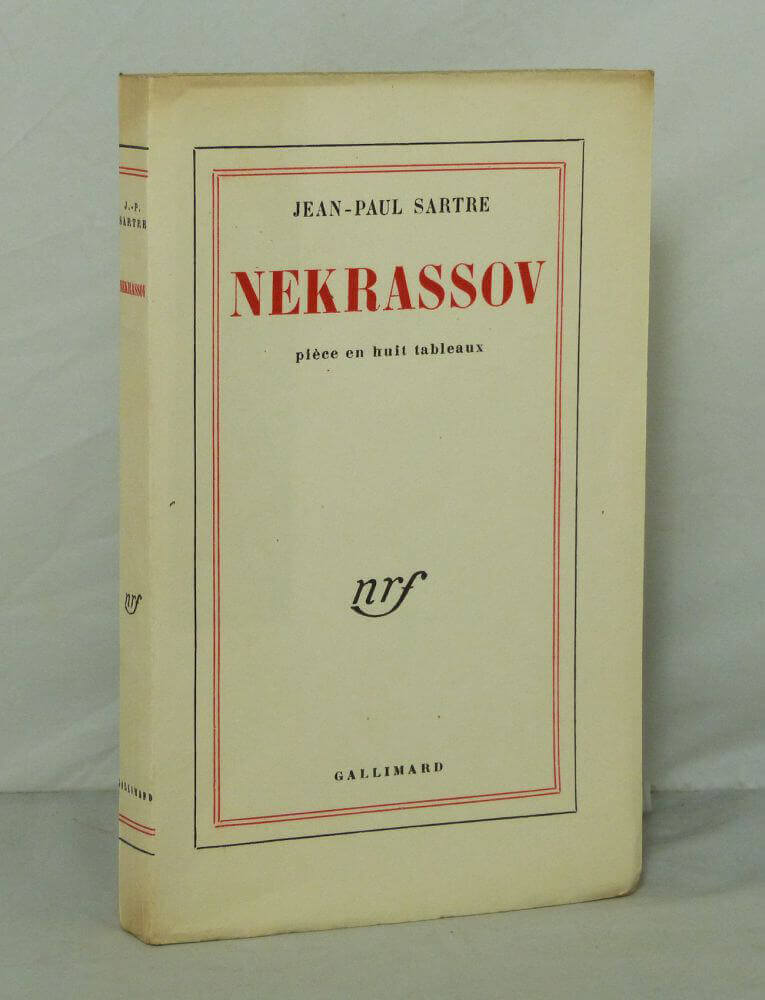 J.-P.
SARTRE
NEKRASSOV
nrf
GALLIMARD
JEAN-PAUL SARTRE
NEKRASSOV
pièce en huit tableaux
nrf
GALLIMARD